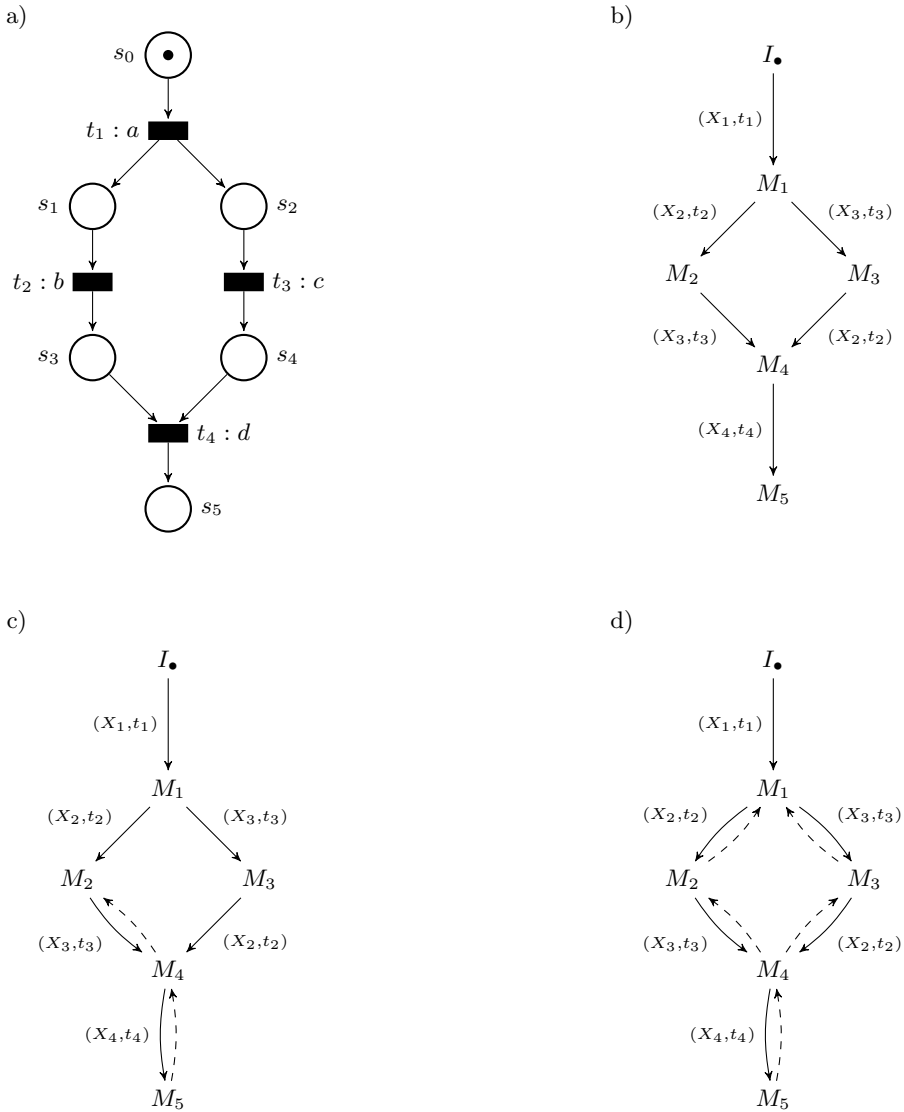 a)
b)
s₀
I•
t₁ : a
(X₁,t₁)
s₁
s₂
M₁
(X₂,t₂)
(X₃,t₃)
t₂ : b
t₃ : c
M₂
M₃
s₃
s₄
(X₃,t₃)
(X₂,t₂)
M₄
t₄ : d
(X₄,t₄)
s₅
M₅
c)
d)
I•
I•
(X₁,t₁)
(X₁,t₁)
M₁
M₁
(X₂,t₂)
(X₃,t₃)
(X₂,t₂)
(X₃,t₃)
M₂
M₃
M₂
M₃
(X₃,t₃)
(X₂,t₂)
(X₃,t₃)
(X₂,t₂)
M₄
M₄
(X₄,t₄)
(X₄,t₄)
M₅
M₅